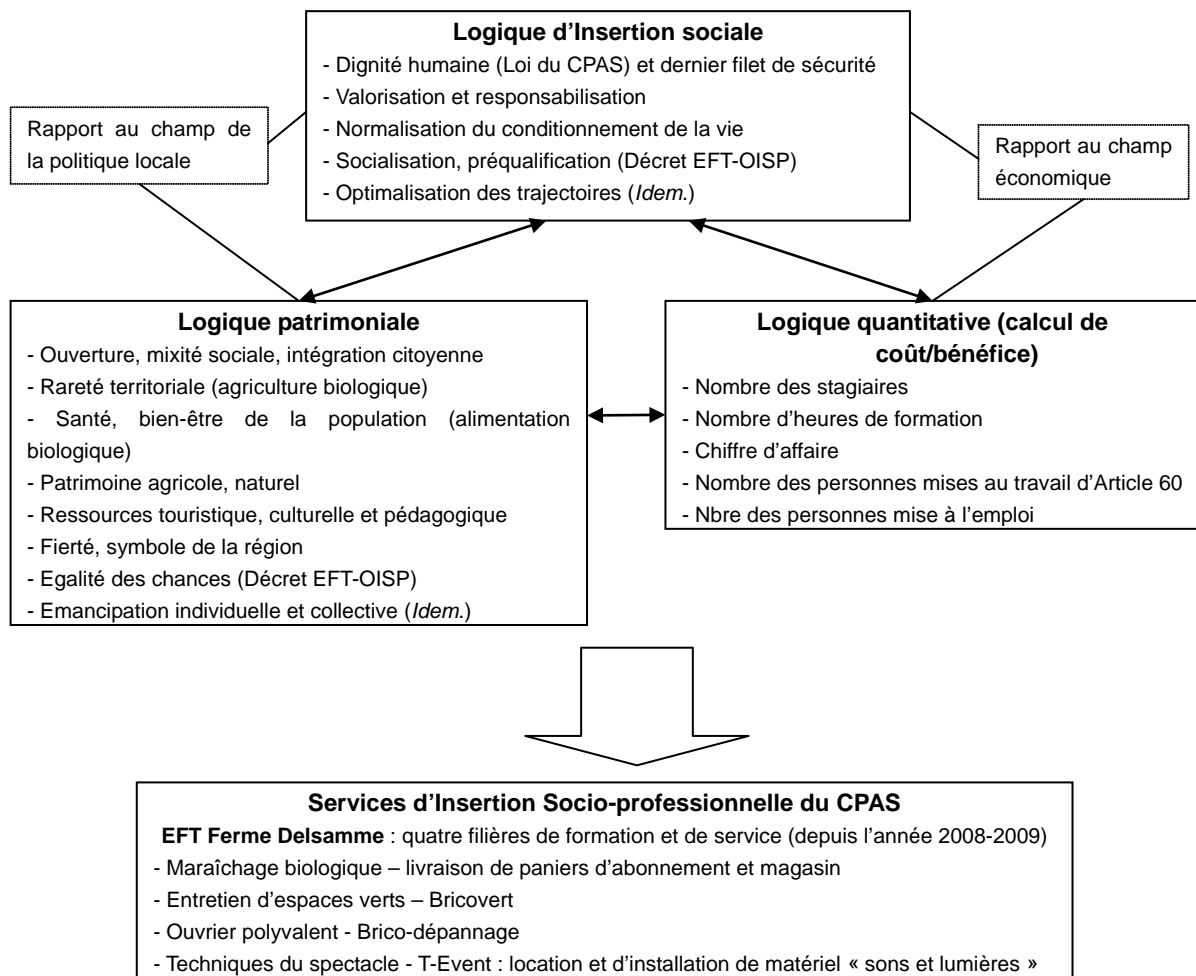 Logique d’Insertion sociale
- Dignité humaine (Loi du CPAS) et dernier filet de sécurité
- Valorisation et responsabilisation
- Normalisation du conditionnement de la vie
- Socialisation, préqualification (Décret EFT-OISP)
- Optimalisation des trajectoires (Idem.)
Rapport au champ de
la politique locale
Rapport au champ
économique
Logique patrimoniale
- Ouverture, mixité sociale, intégration citoyenne
- Rareté territoriale (agriculture biologique)
- Santé, bien-être de la population (alimentation
biologique)
- Patrimoine agricole, naturel
- Ressources touristique, culturelle et pédagogique
- Fierté, symbole de la région
- Egalité des chances (Décret EFT-OISP)
- Emancipation individuelle et collective (Idem.)
Logique quantitative (calcul de
coût/bénéfice)
- Nombre des stagiaires
- Nombre d’heures de formation
- Chiffre d’affaire
- Nombre des personnes mises au travail d’Article 60
- Nbre des personnes mise à l’emploi
Services d’Insertion Socio-professionnelle du CPAS
EFT Ferme Delsamme : quatre filières de formation et de service (depuis l’année 2008-2009)
- Maraîchage biologique – livraison de paniers d’abonnement et magasin
- Entretien d’espaces verts – Bricovert
- Ouvrier polyvalent - Brico-dépannage
- Techniques du spectacle - T-Event : location et d’installation de matériel « sons et lumières »